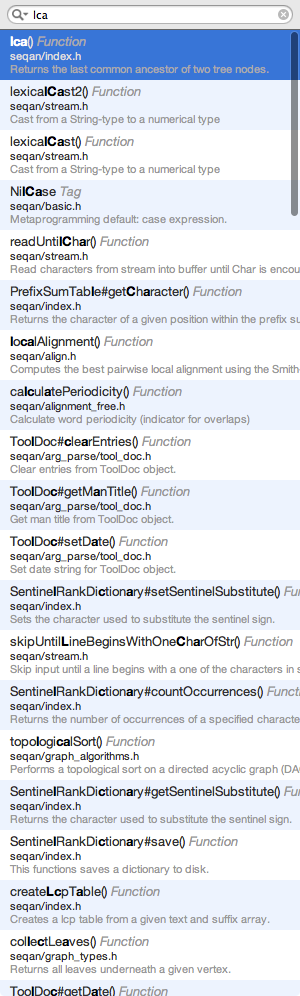 lca
lca() Function
seqan/index.h
Returns the last common ancestor of two tree nodes.
lexicalCast2() Function
seqan/stream.h
Cast from a String-type to a numerical type
lexicalCast() Function
seqan/stream.h
Cast from a String-type to a numerical type
NilCase Tag
seqan/basic.h
Metaprogramming default: case expression.
readUntilChar() Function
seqan/stream.h
Read characters from stream into buffer until Char is encou
PrefixSumTable#getCharacter() Function
seqan/index.h
Returns the character of a given position within the prefix su
localAlignment() Function
seqan/align.h
Computes the best pairwise local alignment using the Smith
calculatePeriodicity() Function
seqan/alignment_free.h
Calculate word periodicity (indicator for overlaps)
ToolDoc#clearEntries() Function
seqan/arg_parse/tool_doc.h
Clear entries from ToolDoc object.
ToolDoc#getManTitle() Function
seqan/arg_parse/tool_doc.h
Get man title from ToolDoc object.
ToolDoc#setDate() Function
seqan/arg_parse/tool_doc.h
Set date string for ToolDoc object.
SentinelRankDictionary#setSentinelSubstitute() Fu
seqan/index.h
Sets the character used to substitute the sentinel sign.
skipUntilLineBeginsWithOneCharOfStr() Function
seqan/stream.h
Skip input until a line begins with a one of the characters in s
SentinelRankDictionary#countOccurrences() Functi
seqan/index.h
Returns the number of occurrences of a specified character
topologicalSort() Function
seqan/graph_algorithms.h
Performs a topological sort on a directed acyclic graph (DAG
SentinelRankDictionary#getSentinelSubstitute() Fu
seqan/index.h
Returns the character used to substitute the sentinel sign.
SentinelRankDictionary#save() Function
seqan/index.h
This functions saves a dictionary to disk.
createLcpTable() Function
seqan/index.h
Creates a lcp table from a given text and suffix array.
collectLeaves() Function
seqan/graph_types.h
Returns all leaves underneath a given vertex.
ToolDoc#getDate() Function